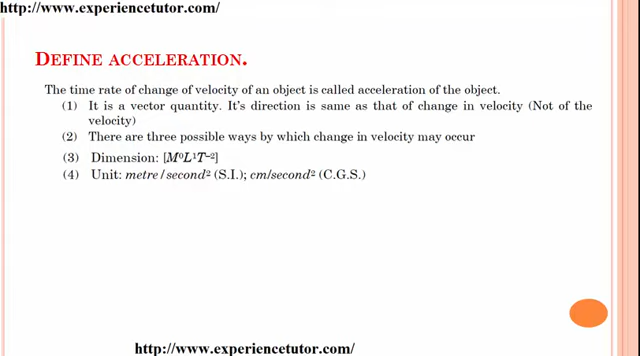 http://www.experiencetutor.com/
DEFINE ACCELERATION.
The time rate of change of velocity of an object is called acceleration of the object.
(1) It is a vector quantity. It's direction is same as that of change in velocity (Not of the
velocity)
(2) There are three possible ways by which change in velocity may occur
(3) Dimension: [M⁰L¹T⁻²]
(4) Unit: metre/second² (S.I.); cm/second² (C.G.S.)
http://www.experiencetutor.com/